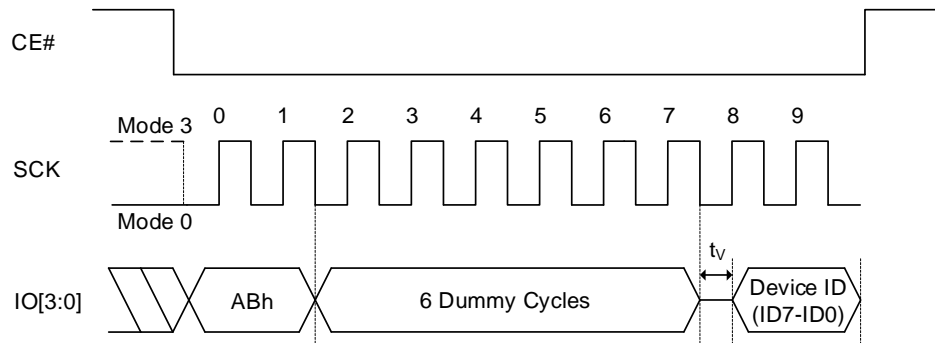 CE#
0 1 2 3 4 5 6 7 8 9
Mode 3
SCK
Mode 0
tV
IO[3:0]
ABh
6 Dummy Cycles
Device ID
(ID7-ID0)